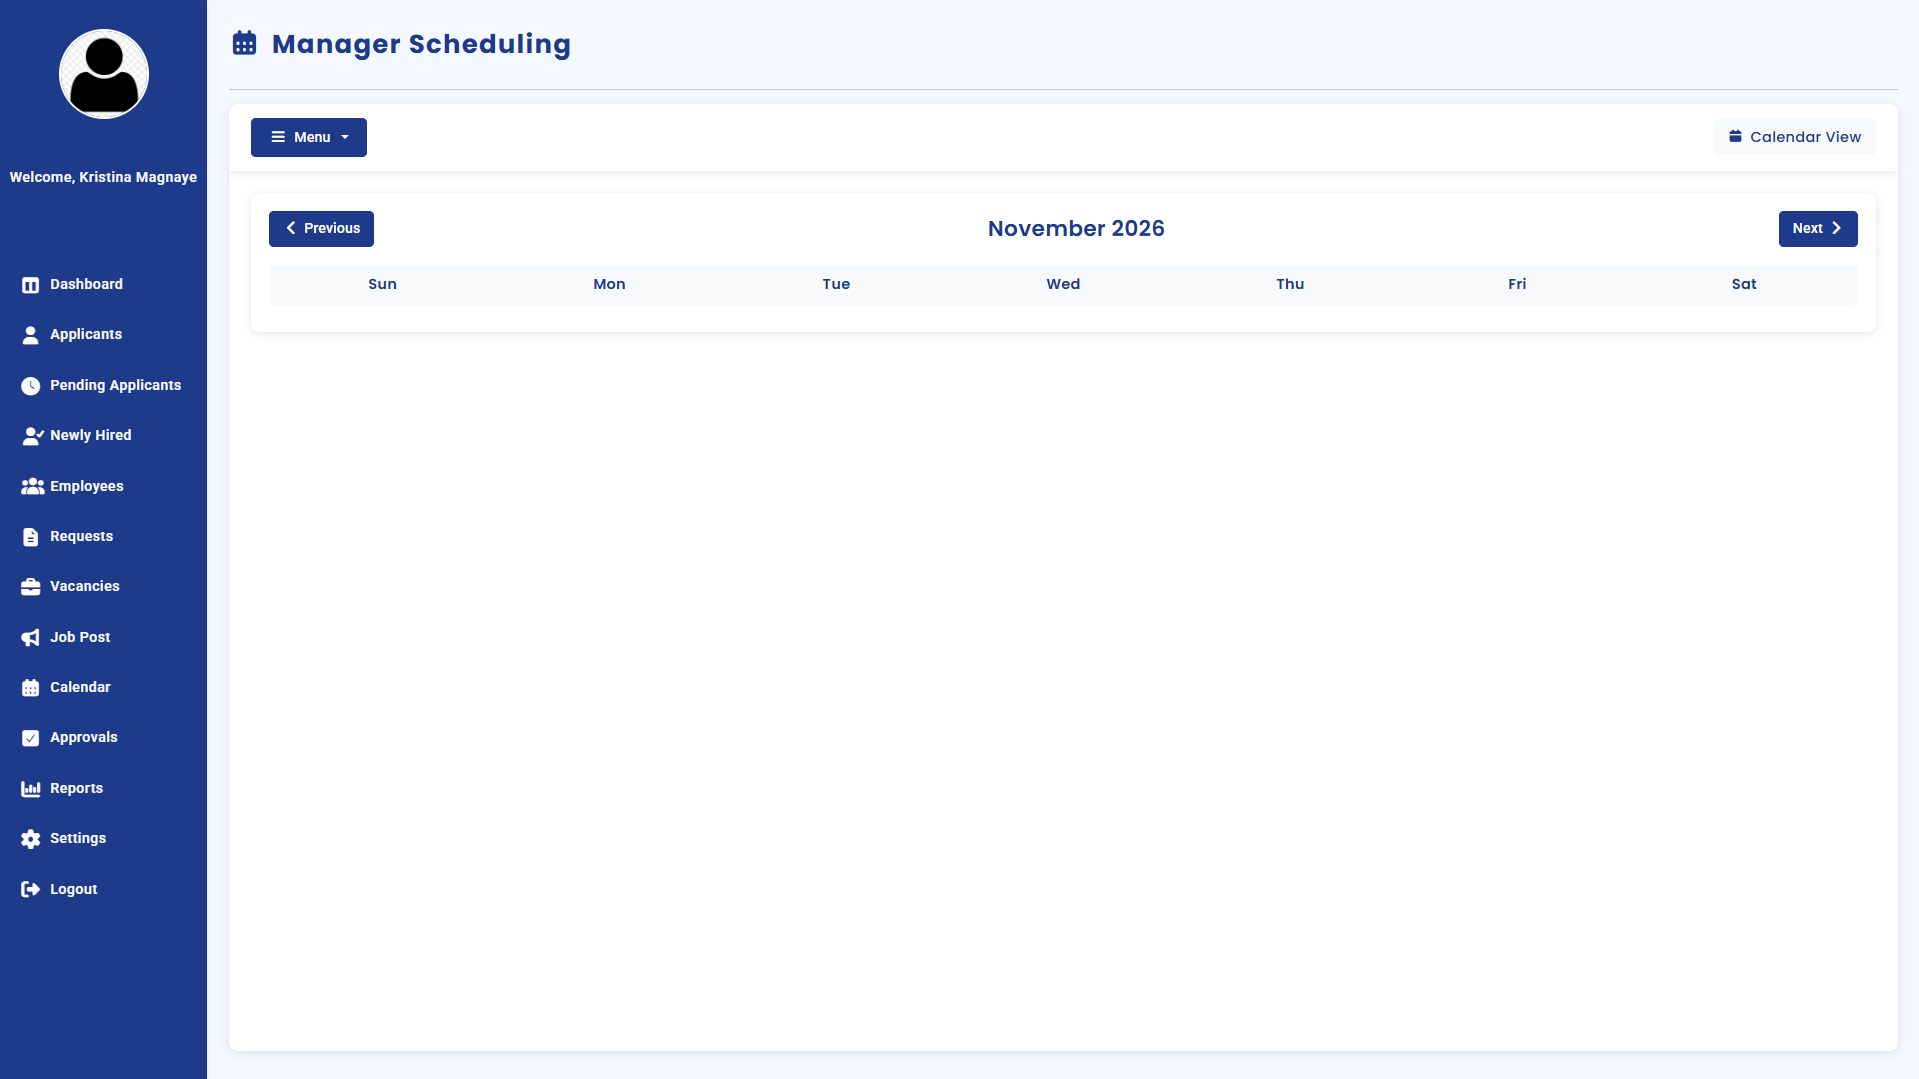 Manager Scheduling
Welcome, Kristina Magnaye
Dashboard
Applicants
Pending Applicants
Newly Hired
Employees
Requests
Vacancies
Job Post
Calendar
Approvals
Reports
Settings
Logout
Menu
Calendar View
Previous
November 2026
Next
Sun Mon Tue Wed Thu Fri Sat